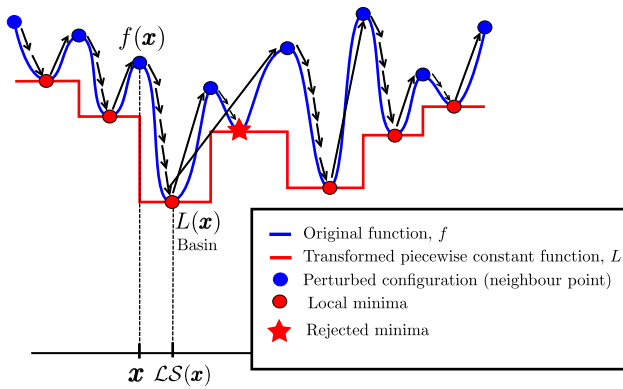 f(𝒙)
L(𝒙)
Basin
Original function, f
Transformed piecewise constant function, L
Perturbed configuration (neighbour point)
Local minima
Rejected minima
𝒙 ℒ𝒮(𝒙)